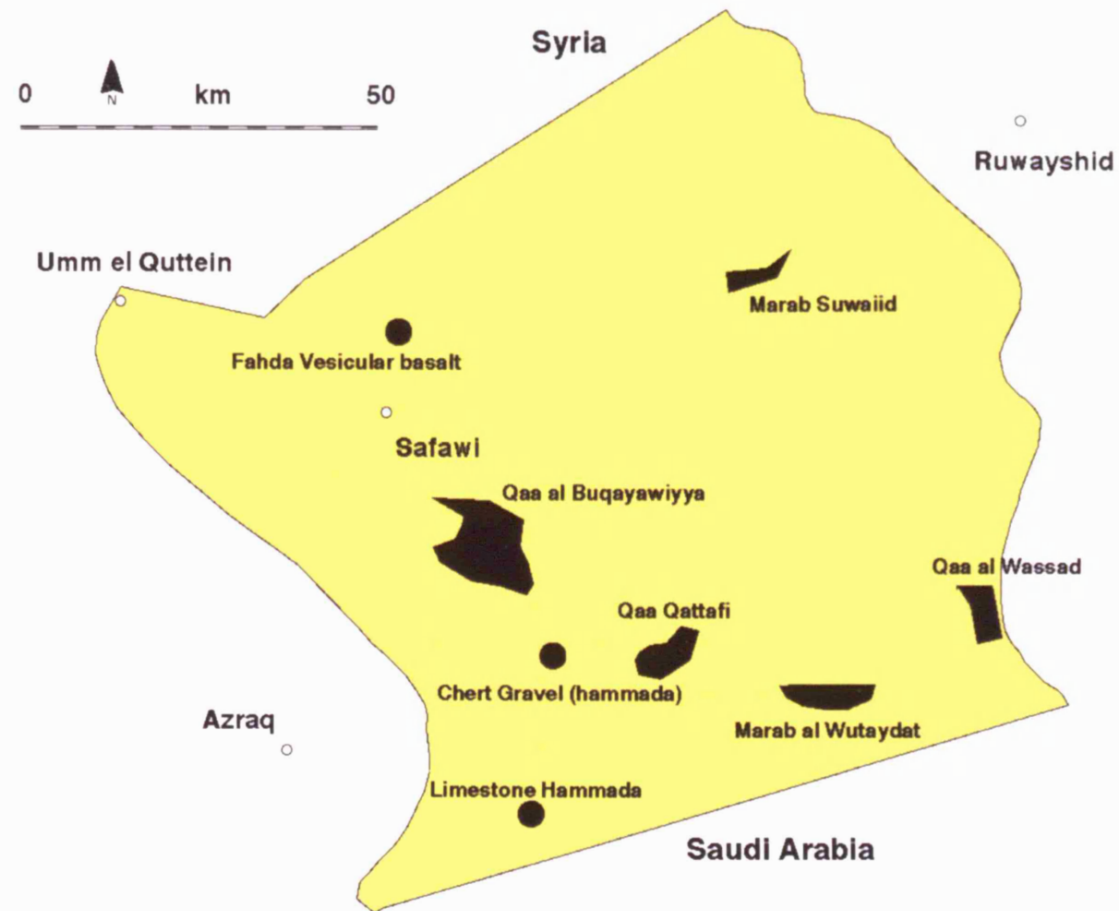 Syria
0 km 50
N
Ruwayshid
Umm el Quttein
Marab Suwaiid
Fahda Vesicular basalt
Safawi
Qaa al Buqayawiyya
Qaa al Wassad
Qaa Qattafi
Chert Gravel (hammada)
Azraq
Marab al Wutaydat
Limestone Hammada
Saudi Arabia